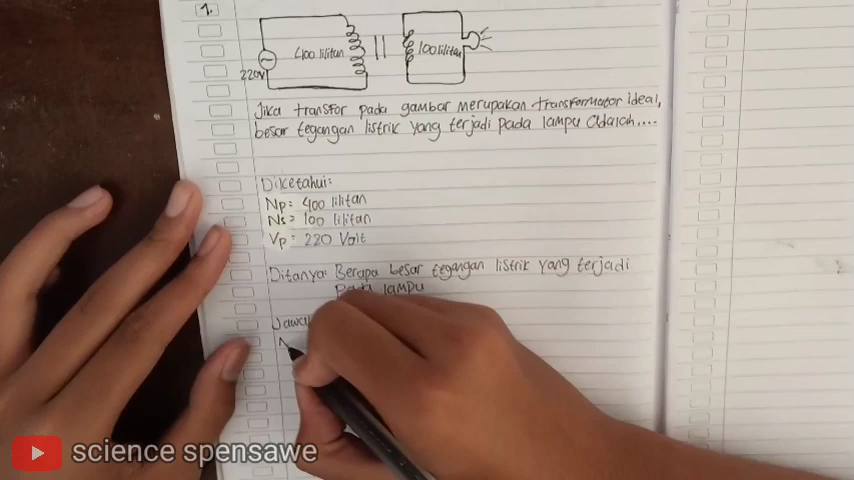 1.
400 lilitan
100 lilitan
220V
Jika transfor pada gambar merupakan transformator ideal,
besar tegangan listrik yang terjadi pada lampu adalah....
Diketahui:
Np = 400 lilitan
Ns = 100 lilitan
Vp = 220 Volt
Ditanya: Berapa besar tegangan listrik yang terjadi
pada lampu
science spensawe